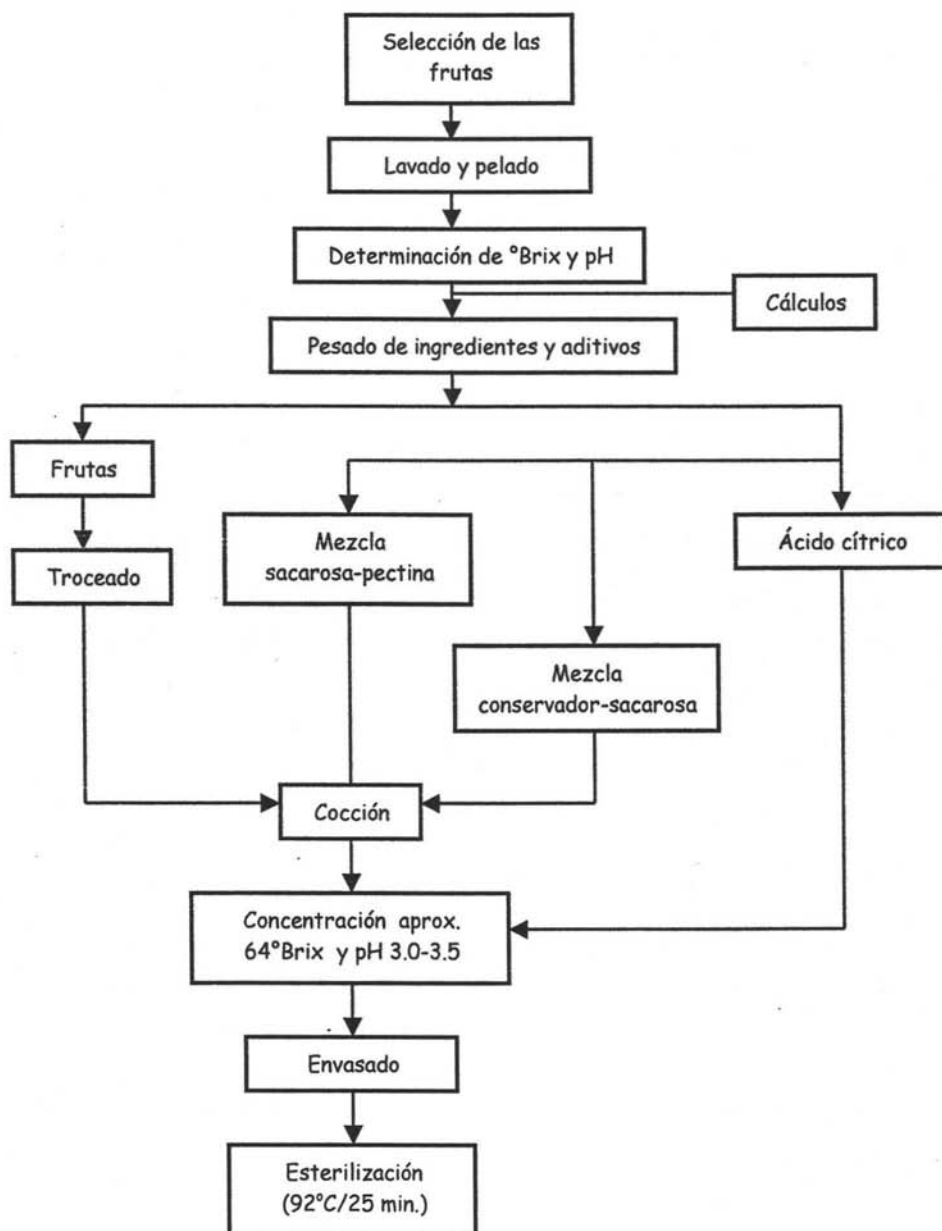 Selección de las
frutas
Lavado y pelado
Determinación de °Brix y pH
Cálculos
Pesado de ingredientes y aditivos
Frutas
Troceado
Mezcla
sacarosa-pectina
Mezcla
conservador-sacarosa
Ácido cítrico
Cocción
Concentración aprox.
64°Brix y pH 3.0-3.5
Envasado
Esterilización
(92°C/25 min.)